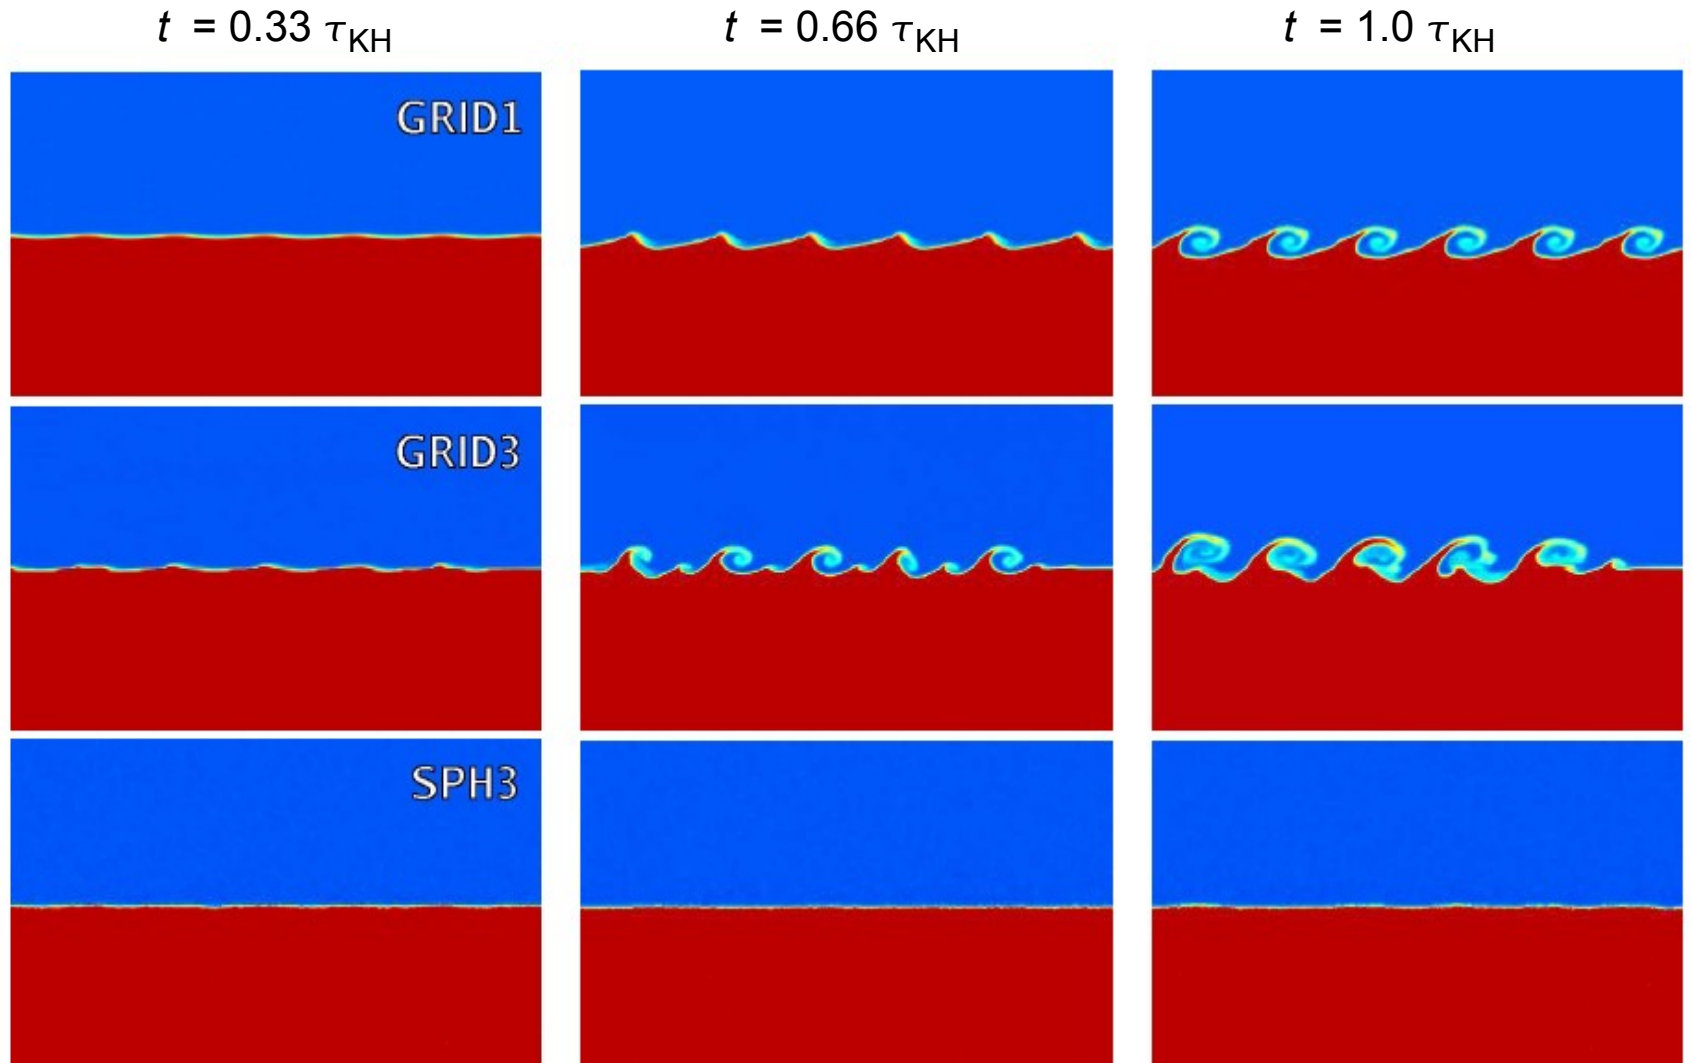 t = 0.33 τKH
t = 0.66 τKH
t = 1.0 τKH
GRID1
GRID3
SPH3